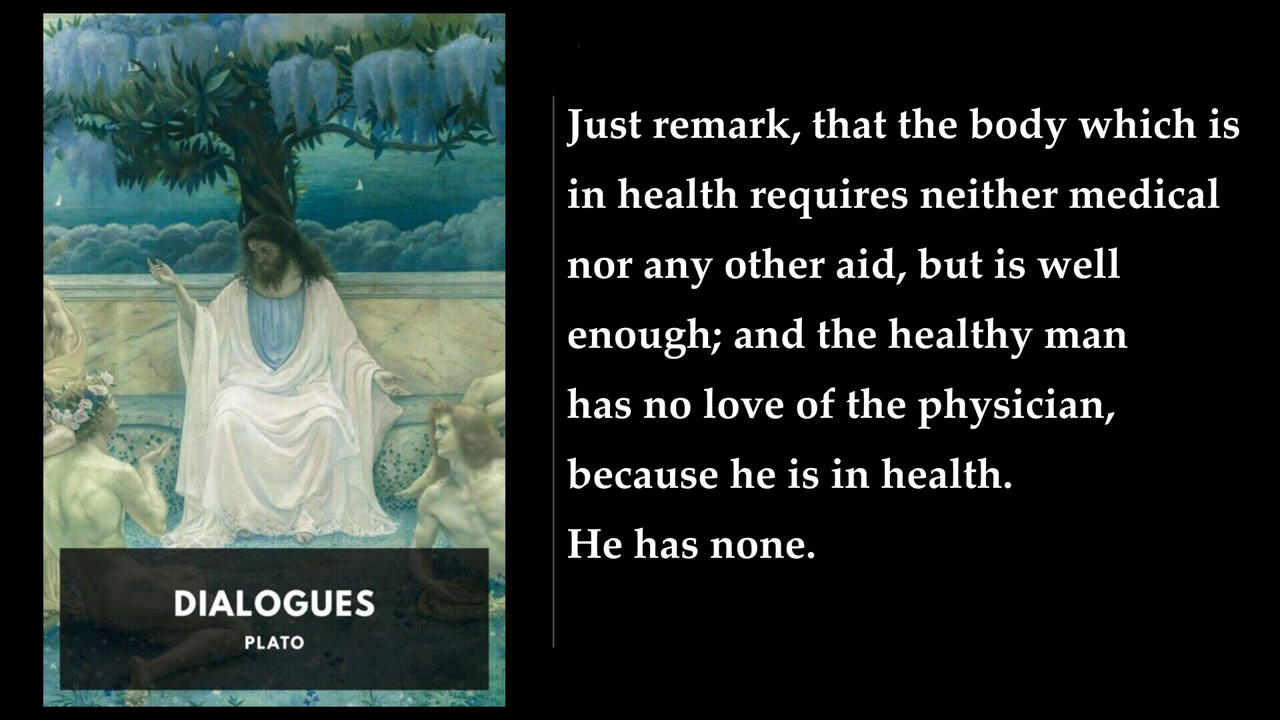 DIALOGUES
PLATO
Just remark, that the body which is
in health requires neither medical
nor any other aid, but is well
enough; and the healthy man
has no love of the physician,
because he is in health.
He has none.